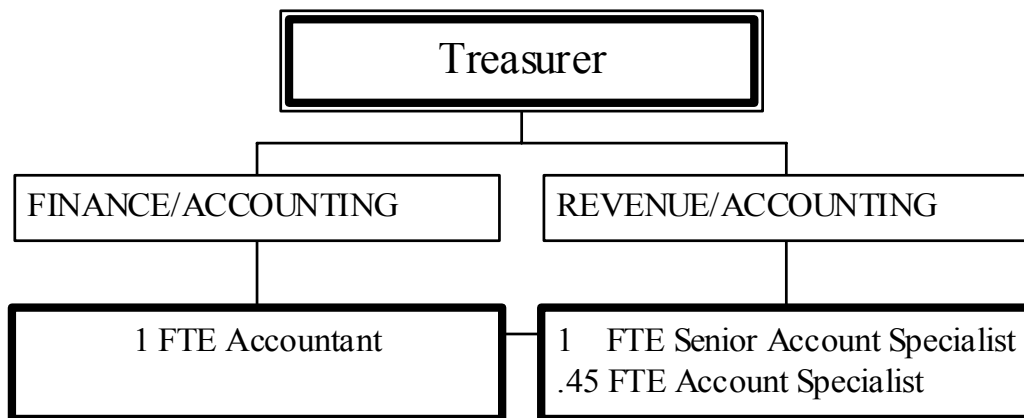 Treasurer
FINANCE/ACCOUNTING
REVENUE/ACCOUNTING
1 FTE Accountant
1 FTE Senior Account Specialist
.45 FTE Account Specialist